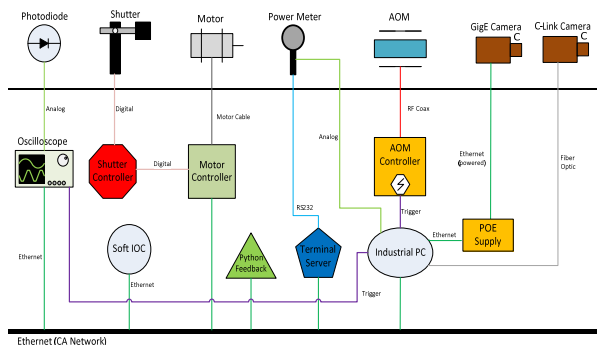 Photodiode
Shutter
Motor
Power Meter
AOM
GigE Camera
C-Link Camera
C
C
Analog
Digital
Motor Cable
RF Coax
Analog
Ethernet
(powered)
Fiber
Optic
Oscilloscope
Shutter
Controller
Digital
Motor
Controller
AOM
Controller
RS232
Trigger
Ethernet
POE
Supply
Ethernet
Soft IOC
Ethernet
Python
Feedback
Terminal
Server
Industrial PC
Trigger
Ethernet (CA Network)